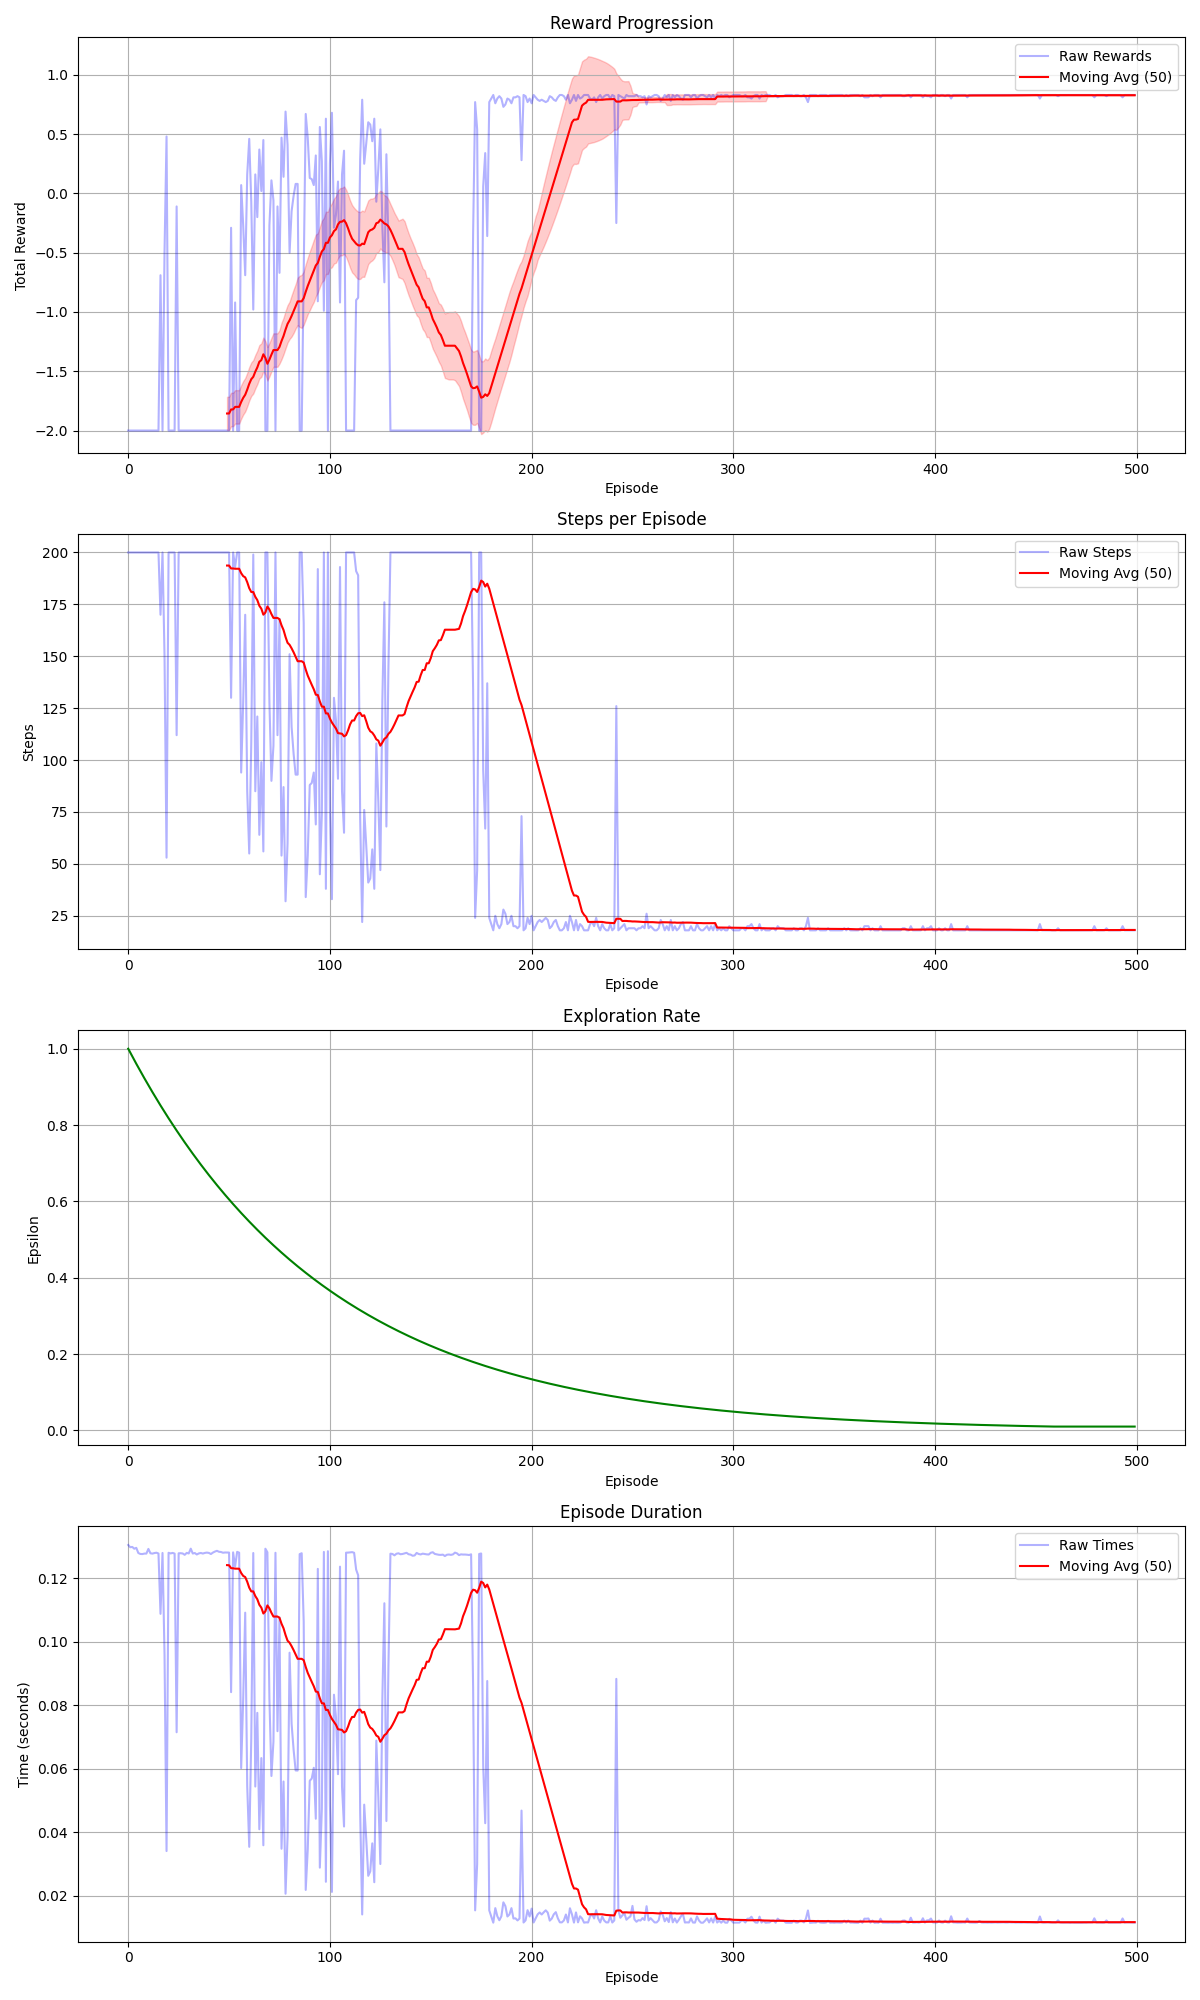 Reward Progression
Total Reward
1.0
0.5
0.0
−0.5
−1.0
−1.5
−2.0
Raw Rewards
Moving Avg (50)
0 100 200 300 400 500
Episode
Steps per Episode
Steps
200
175
150
125
100
75
50
25
Raw Steps
Moving Avg (50)
0 100 200 300 400 500
Episode
Exploration Rate
Epsilon
1.0
0.8
0.6
0.4
0.2
0.0
0 100 200 300 400 500
Episode
Episode Duration
Time (seconds)
0.12
0.10
0.08
0.06
0.04
0.02
Raw Times
Moving Avg (50)
0 100 200 300 400 500
Episode